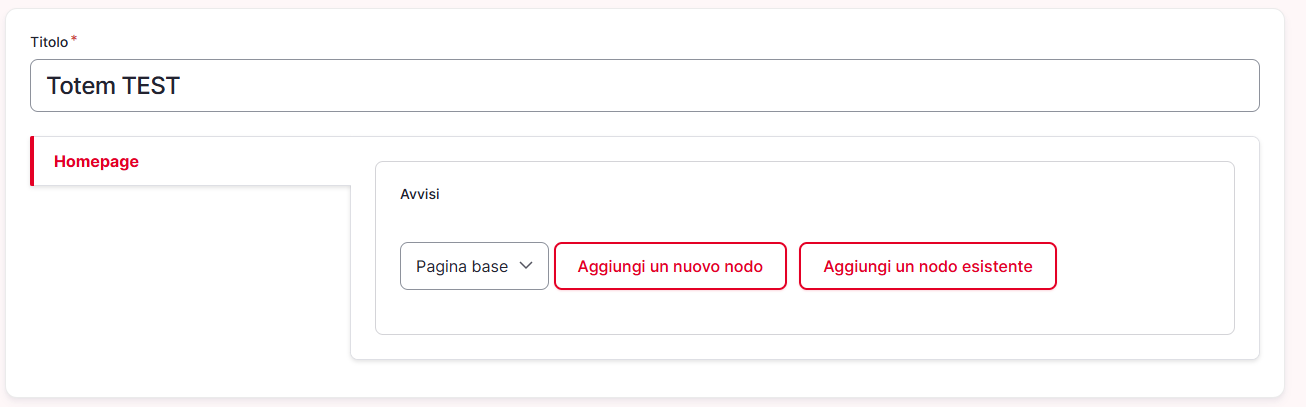 Titolo*
Totem TEST
Homepage
Avvisi
Pagina base Aggiungi un nuovo nodo Aggiungi un nodo esistente